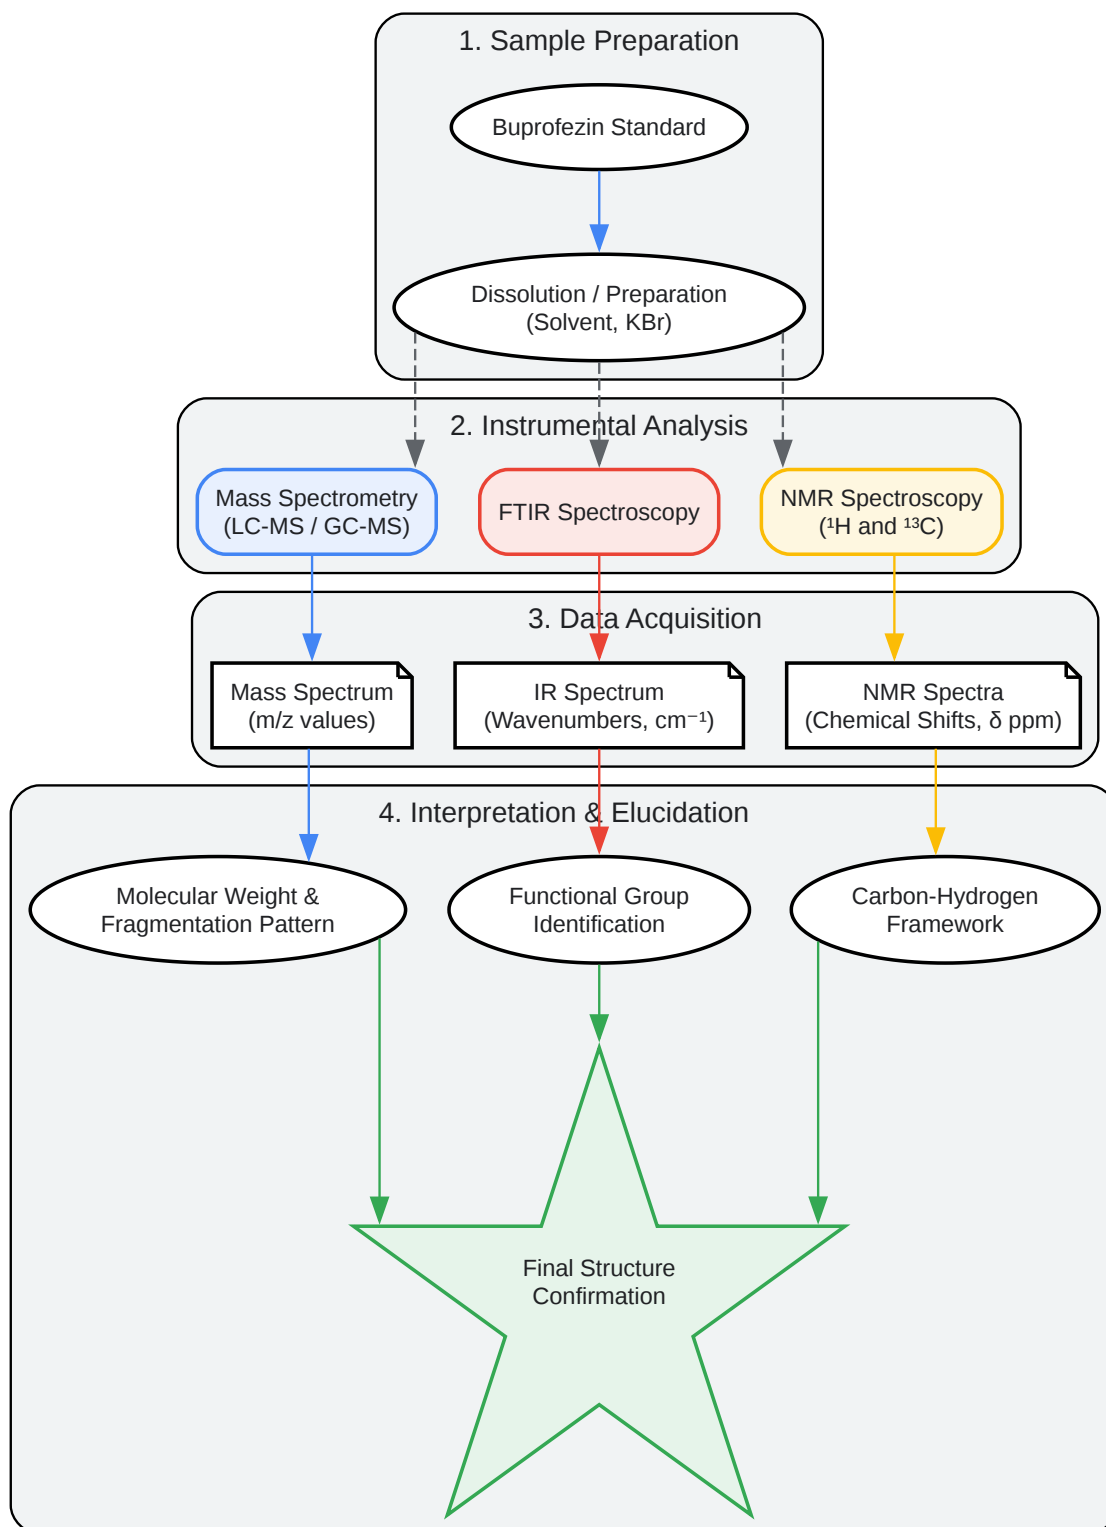 1. Sample Preparation
Buprofezin Standard
Dissolution / Preparation
(Solvent, KBr)
2. Instrumental Analysis
Mass Spectrometry
(LC-MS / GC-MS)
FTIR Spectroscopy
NMR Spectroscopy
(¹H and ¹³C)
3. Data Acquisition
Mass Spectrum
(m/z values)
IR Spectrum
(Wavenumbers, cm⁻¹)
NMR Spectra
(Chemical Shifts, δ ppm)
4. Interpretation & Elucidation
Molecular Weight &
Fragmentation Pattern
Functional Group
Identification
Carbon-Hydrogen
Framework
Final Structure
Confirmation